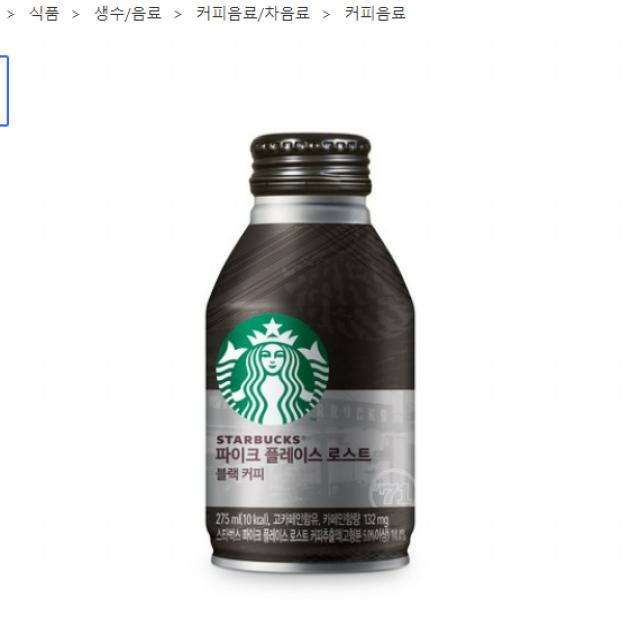 > 식품 > 생수/음료 > 커피음료/차음료 > 커피음료
STARBUCKS®
파이크 플레이스 로스트
블랙 커피
71
275 ml(10 kcal), 고카페인함유, 카페인함량 132 mg
스타벅스 파이크 플레이스 로스트 커피추출액(고형분